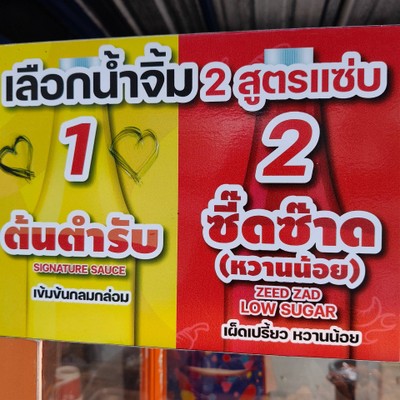 เลือกน้ำจิ้ม 2 สูตรแซ่บ
1
ต้นตำรับ
SIGNATURE SAUCE
เข้มข้นกลมกล่อม
2
ซี๊ดซ๊าด
(หวานน้อย)
ZEED ZAD
LOW SUGAR
เผ็ดเปรี้ยว หวานน้อย